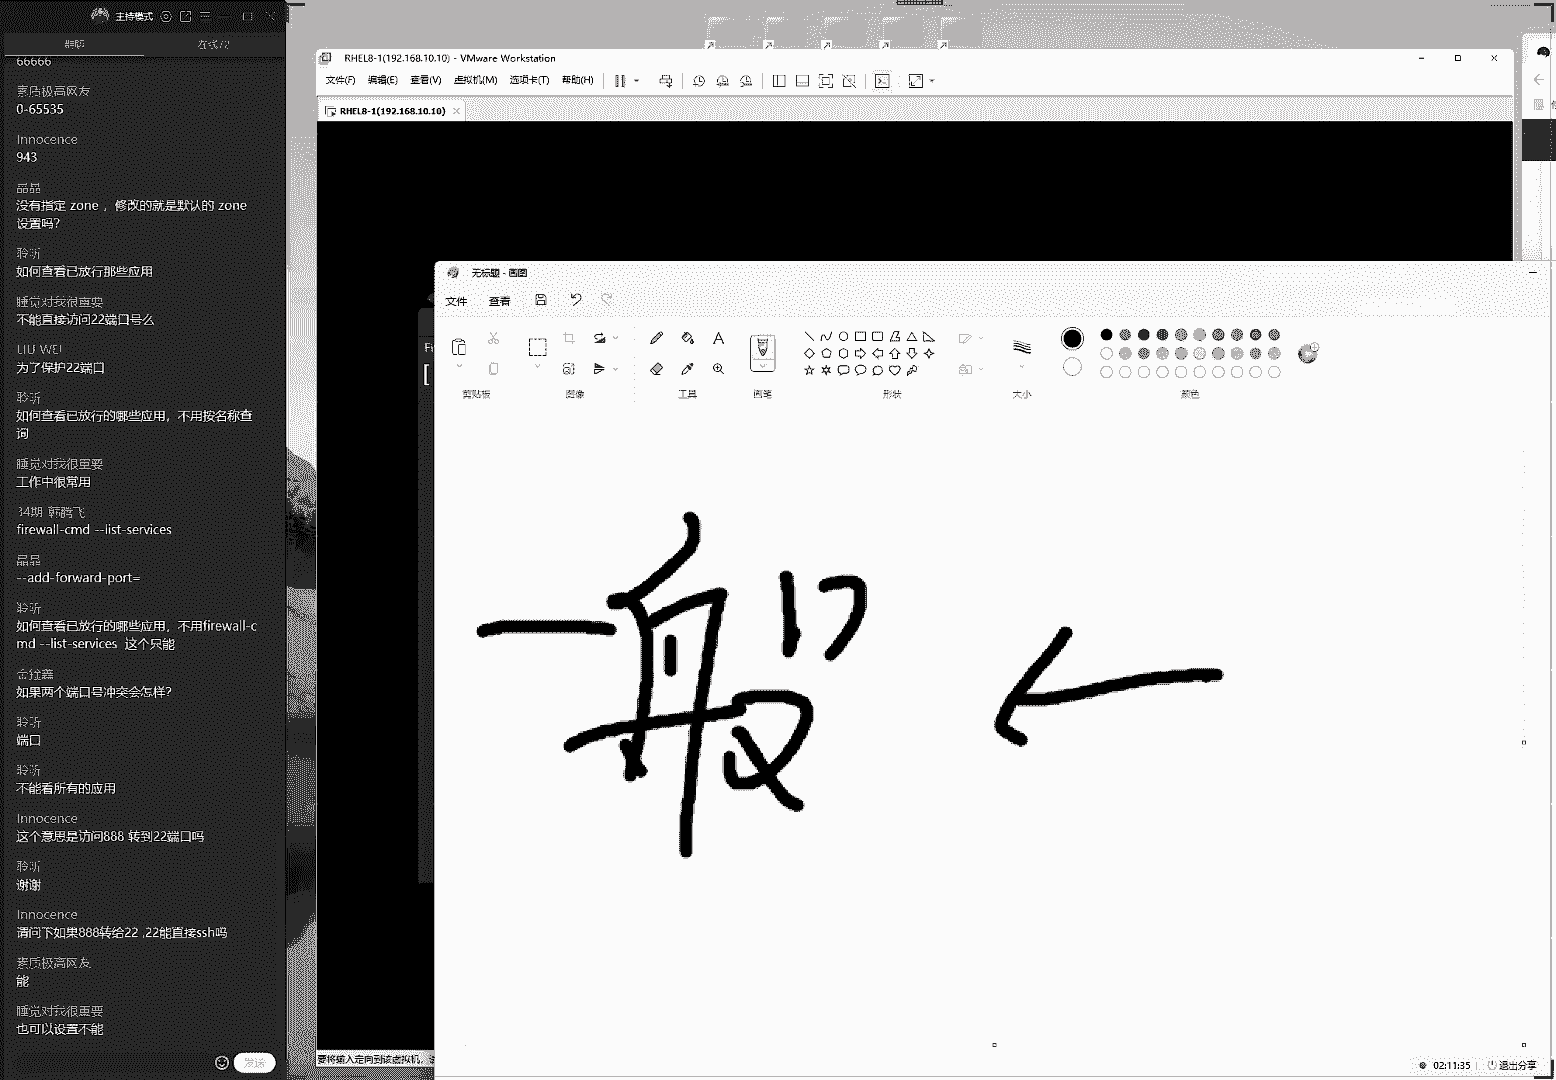 主持模式
在线72
66666
素质极高网友
0-65535
Innocence
943
晶晶
没有指定 zone ，修改的就是默认的 zone
设置吗?
聆听
如何查看已放行那些应用
睡觉对我很重要
不能直接访问22端口号么
LIU WEI
为了保护22端口
聆听
如何查看已放行的哪些应用，不用按名称查
询
睡觉对我很重要
工作中很常用
34期 韩腾飞
firewall-cmd --list-services
晶晶
--add-forward-port=
聆听
如何查看已放行的哪些应用，不用firewall-c
md --list-services  这个只能
如果两个端口号冲突会怎样?
聆听
端口
聆听
不能看所有的应用
Innocence
这个意思是访问888 转到22端口吗
聆听
谢谢
Innocence
请问下如果888转给22 ,22能直接ssh吗
素质极高网友
能
睡觉对我很重要
也可以设置不能
发送
RHEL8-1(192.168.10.10) - VMware Workstation
文件(F) 编辑(E) 查看(V) 虚拟机(M) 选项卡(T) 帮助(H)
RHEL8-1(192.168.10.10)
无标题 - 画图
文件 查看
剪贴板 图像 工具 画笔 形状 大小 颜色
一般
要将输入定向到该虚拟机，
02:11:35 退出分享